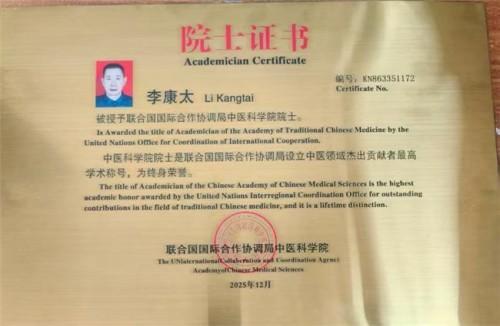 院士证书
Academician Certificate
编号：KN863351172
Certificate No.
李康太 Li Kangtai
被授予联合国国际合作协调局中医科学院院士。
Is Awarded the title of Academician of the Academy of Traditional Chinese Medicine by the
United Nations Office for Coordination of International Cooperation.
中医科学院院士是联合国国际合作协调局设立中医领域杰出贡献者最高
学术称号，为终身荣誉。
The title of Academician of the Chinese Academy of Chinese Medical Sciences is the highest
academic honor awarded by the United Nations Interregional Coordination Office for outstanding
contributions in the field of traditional Chinese medicine, and it is a lifetime distinction.
联合国国际合作协调局中医科学院
The UNInternationalCollaboration and Coordination Agency
AcademyofChinese Medical Sciences
2025年12月